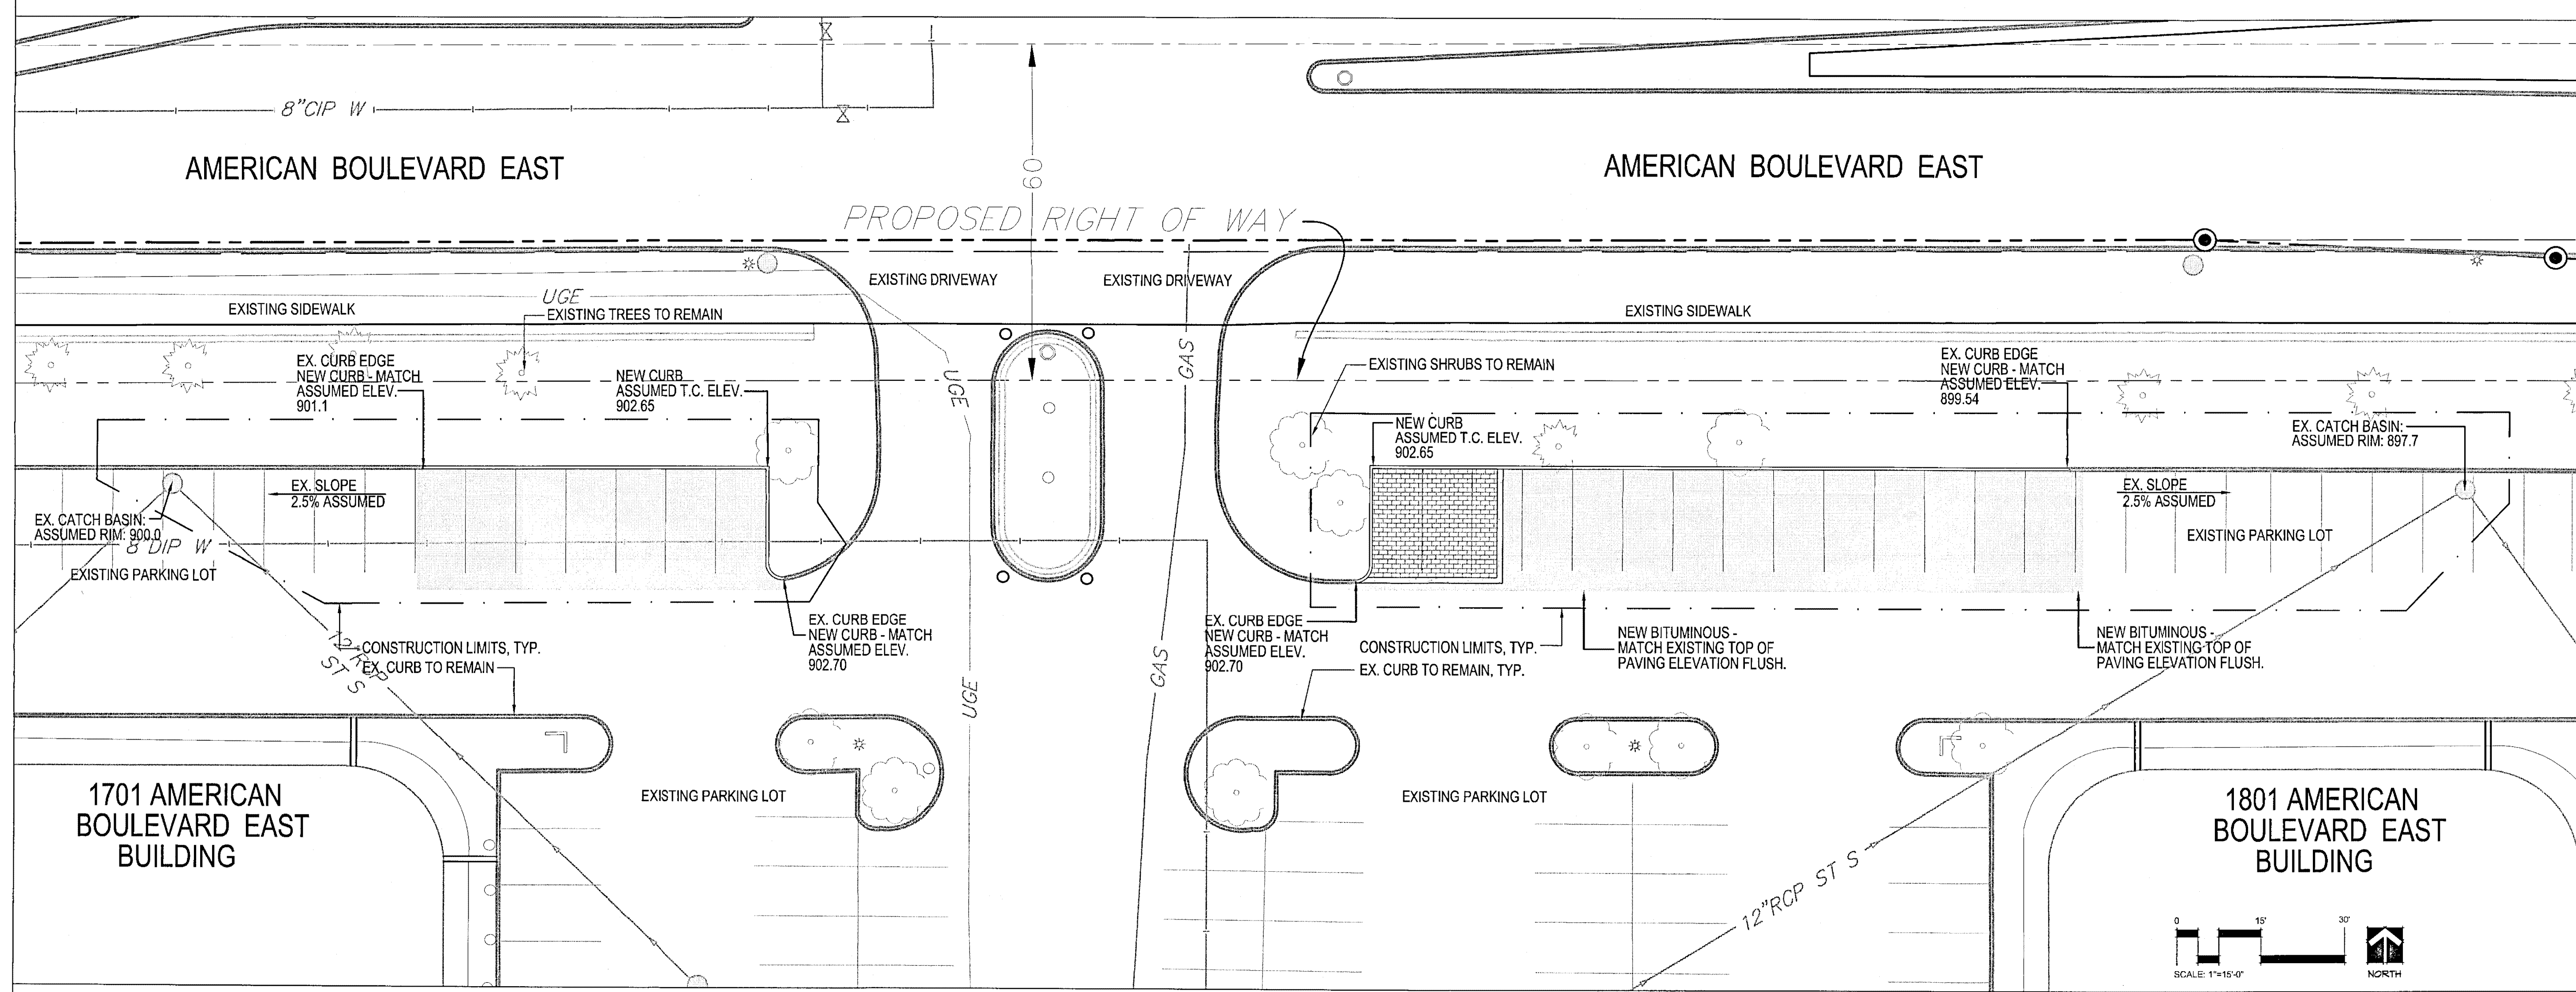 8"CIP W
AMERICAN BOULEVARD EAST
AMERICAN BOULEVARD EAST
60
PROPOSED RIGHT OF WAY
EXISTING DRIVEWAY
EXISTING DRIVEWAY
UGE
EXISTING SIDEWALK
EXISTING TREES TO REMAIN
EXISTING SIDEWALK
EX. CURB EDGE
NEW CURB - MATCH
ASSUMED ELEV.
901.1
NEW CURB
ASSUMED T.C. ELEV.
902.65
UGE
GAS
EXISTING SHRUBS TO REMAIN
EX. CURB EDGE
NEW CURB - MATCH
ASSUMED ELEV.
899.54
NEW CURB
ASSUMED T.C. ELEV.
902.65
EX. CATCH BASIN:
ASSUMED RIM: 897.7
EX. SLOPE
2.5% ASSUMED
EX. SLOPE
2.5% ASSUMED
EX. CATCH BASIN:
ASSUMED RIM: 900.0
8 DIP W
EXISTING PARKING LOT
EXISTING PARKING LOT
CONSTRUCTION LIMITS, TYP.
EX. CURB TO REMAIN
12 RCP
ST S
EX. CURB EDGE
NEW CURB - MATCH
ASSUMED ELEV.
902.70
UGE
GAS
EX. CURB EDGE
NEW CURB - MATCH
ASSUMED ELEV.
902.70
CONSTRUCTION LIMITS, TYP.
EX. CURB TO REMAIN, TYP.
NEW BITUMINOUS -
MATCH EXISTING TOP OF
PAVING ELEVATION FLUSH.
NEW BITUMINOUS -
MATCH EXISTING TOP OF
PAVING ELEVATION FLUSH.
1701 AMERICAN
BOULEVARD EAST
BUILDING
EXISTING PARKING LOT
EXISTING PARKING LOT
12"RCP ST S
1801 AMERICAN
BOULEVARD EAST
BUILDING
0 15' 30'
SCALE: 1"=15'-0"
NORTH